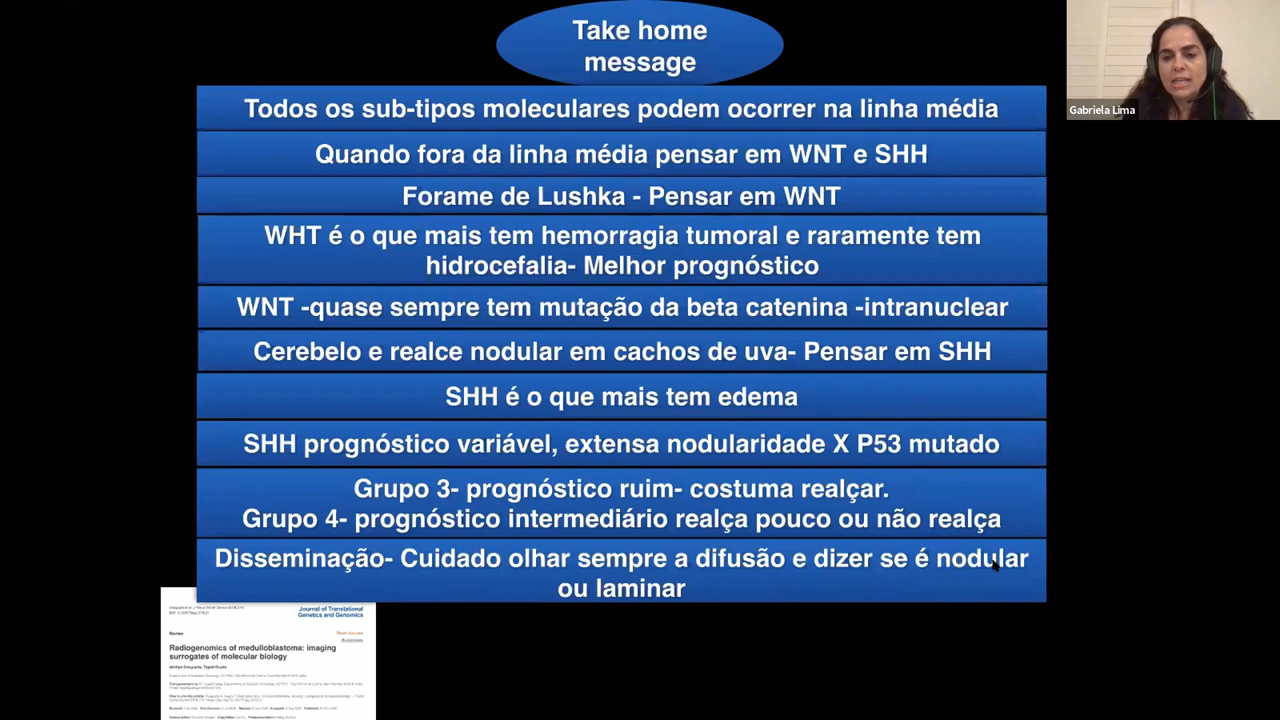 Take home
message
Gabriela Lima
Todos os sub-tipos moleculares podem ocorrer na linha média
Quando fora da linha média pensar em WNT e SHH
Forame de Lushka - Pensar em WNT
WHT é o que mais tem hemorragia tumoral e raramente tem
hidrocefalia- Melhor prognóstico
WNT -quase sempre tem mutação da beta catenina -intranuclear
Cerebelo e realce nodular em cachos de uva- Pensar em SHH
SHH é o que mais tem edema
SHH prognóstico variável, extensa nodularidade X P53 mutado
Grupo 3- prognóstico ruim- costuma realçar.
Grupo 4- prognóstico intermediário realça pouco ou não realça
Disseminação- Cuidado olhar sempre a difusão e dizer se é nodular
ou laminar
Journal of Translational
Genetics and Genomics
Review
Open Access
Radiogenomics of medulloblastoma: imaging
surrogates of molecular biology